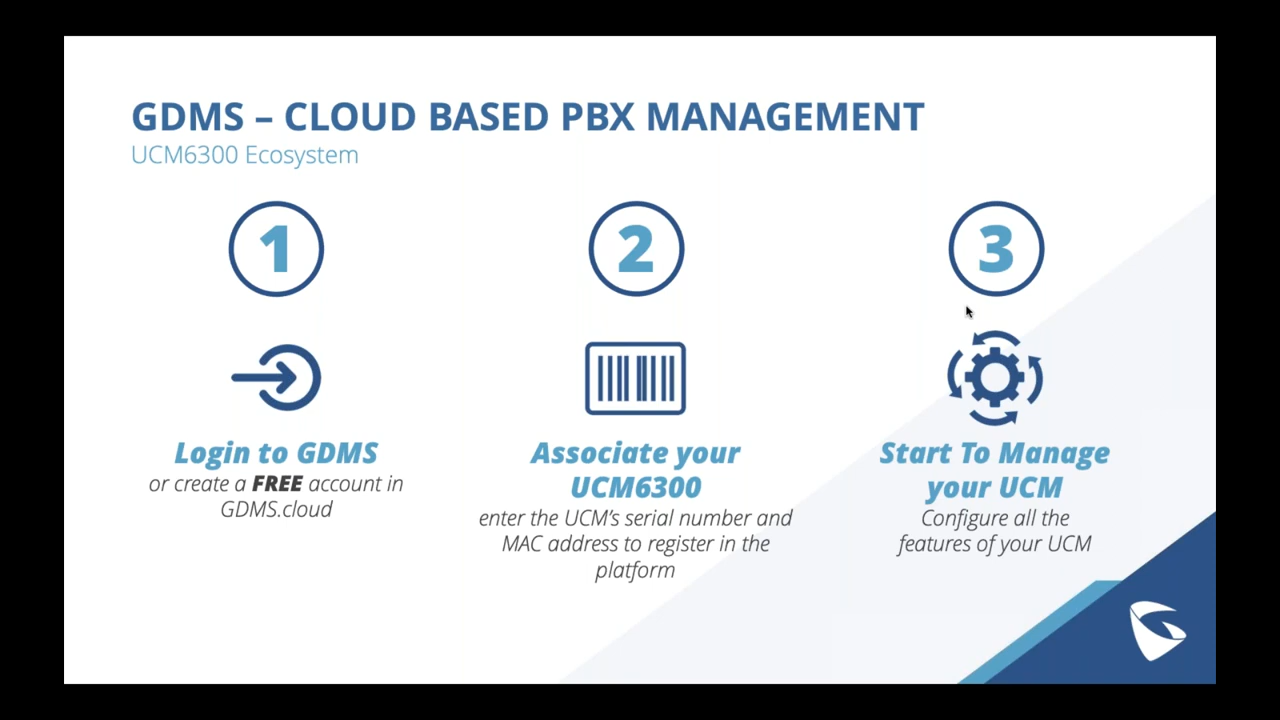 GDMS – CLOUD BASED PBX MANAGEMENT
UCM6300 Ecosystem
1
Login to GDMS
or create a FREE account in
GDMS.cloud
2
Associate your
UCM6300
enter the UCM's serial number and
MAC address to register in the
platform
3
Start To Manage
your UCM
Configure all the
features of your UCM